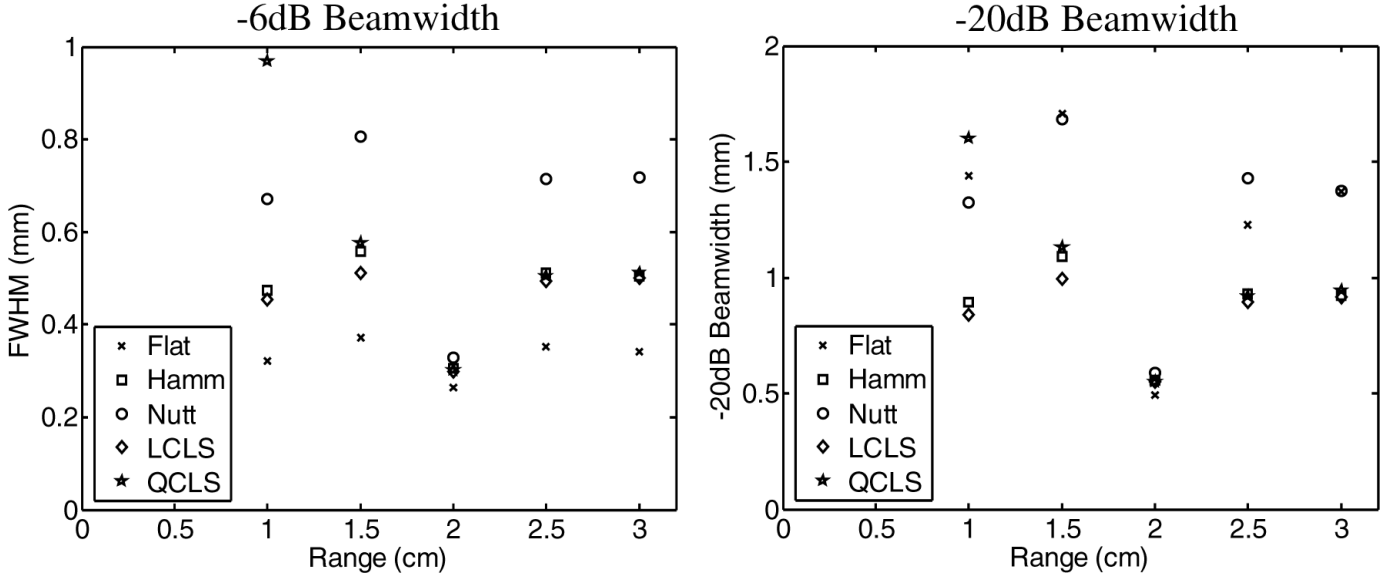 -6dB Beamwidth
1
0.8
0.6
0.4
0.2
0
FWHM (mm)
Flat
Hamm
Nutt
LCLS
QCLS
0 0.5 1 1.5 2 2.5 3
Range (cm)
-20dB Beamwidth
2
1.5
1
0.5
0
-20dB Beamwidth (mm)
Flat
Hamm
Nutt
LCLS
QCLS
0 0.5 1 1.5 2 2.5 3
Range (cm)